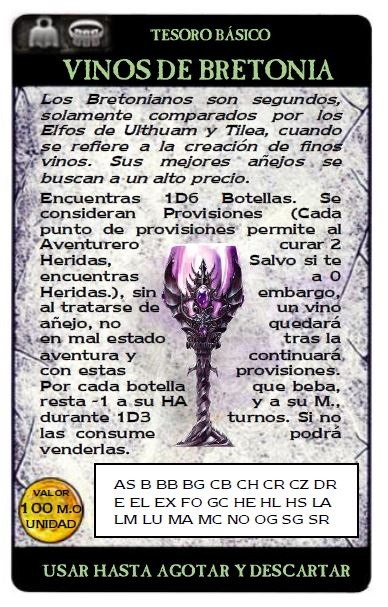 TESORO BÁSICO
VINOS DE BRETONIA
Los Bretonianos son segundos,
solamente comparados por los
Elfos de Ulthuam y Tilea, cuando
se refiere a la creación de finos
vinos. Sus mejores añejos se
buscan a un alto precio.
Encuentras 1D6 Botellas. Se
consideran Provisiones (Cada
punto de provisiones permite al
Aventurero curar 2
Heridas, Salvo si te
encuentras a 0
Heridas.), sin embargo,
al tratarse de un vino
añejo, no quedará
en mal estado tras la
aventura y continuará
con estas provisiones.
Por cada botella que beba,
resta -1 a su HA y a su M.,
durante 1D3 turnos. Si no
las consume podrá
venderlas.
VALOR
100 M.O
UNIDAD
AS B BB BG CB CH CR CZ DR
E EL EX FO GC HE HL HS LA
LM LU MA MC NO OG SG SR
USAR HASTA AGOTAR Y DESCARTAR